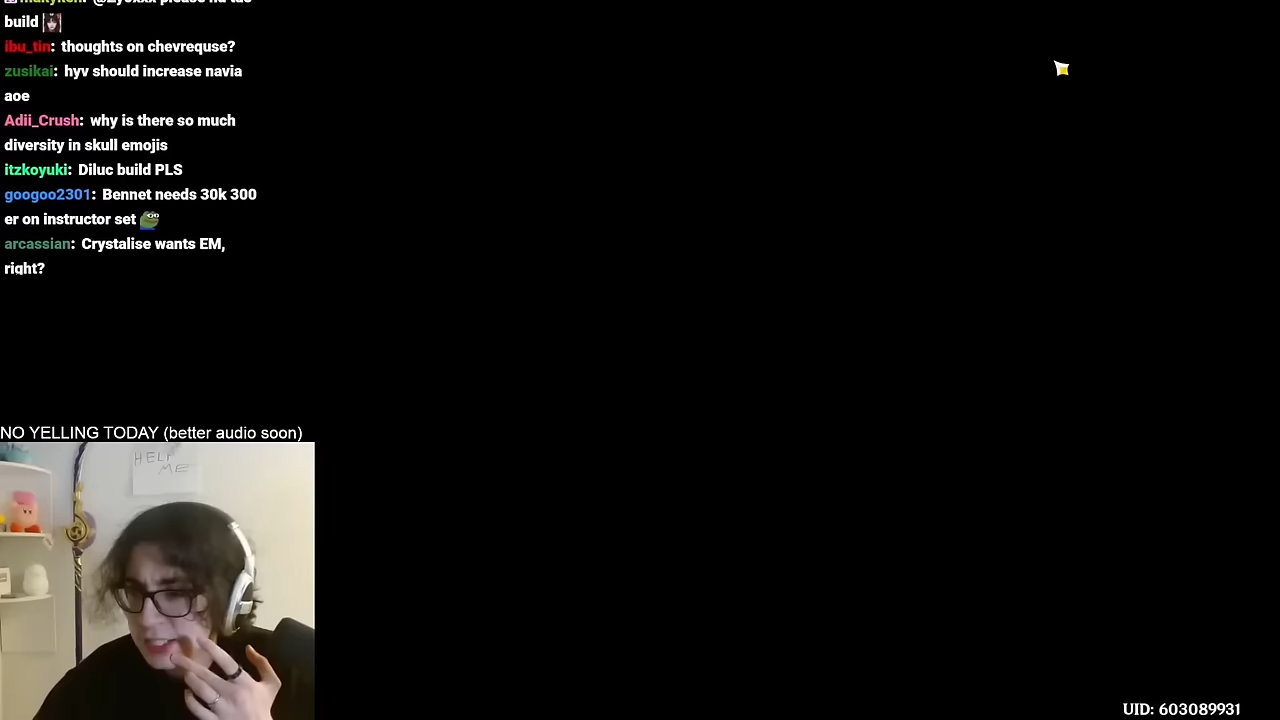 build
ibu_tin: thoughts on chevrequse?
zusikai: hyv should increase navia
aoe
Adii_Crush: why is there so much
diversity in skull emojis
itzkoyuki: Diluc build PLS
googoo2301: Bennet needs 30k 300
er on instructor set
arcassian: Crystalise wants EM,
right?
NO YELLING TODAY (better audio soon)
HELP
ME
UID: 603089931